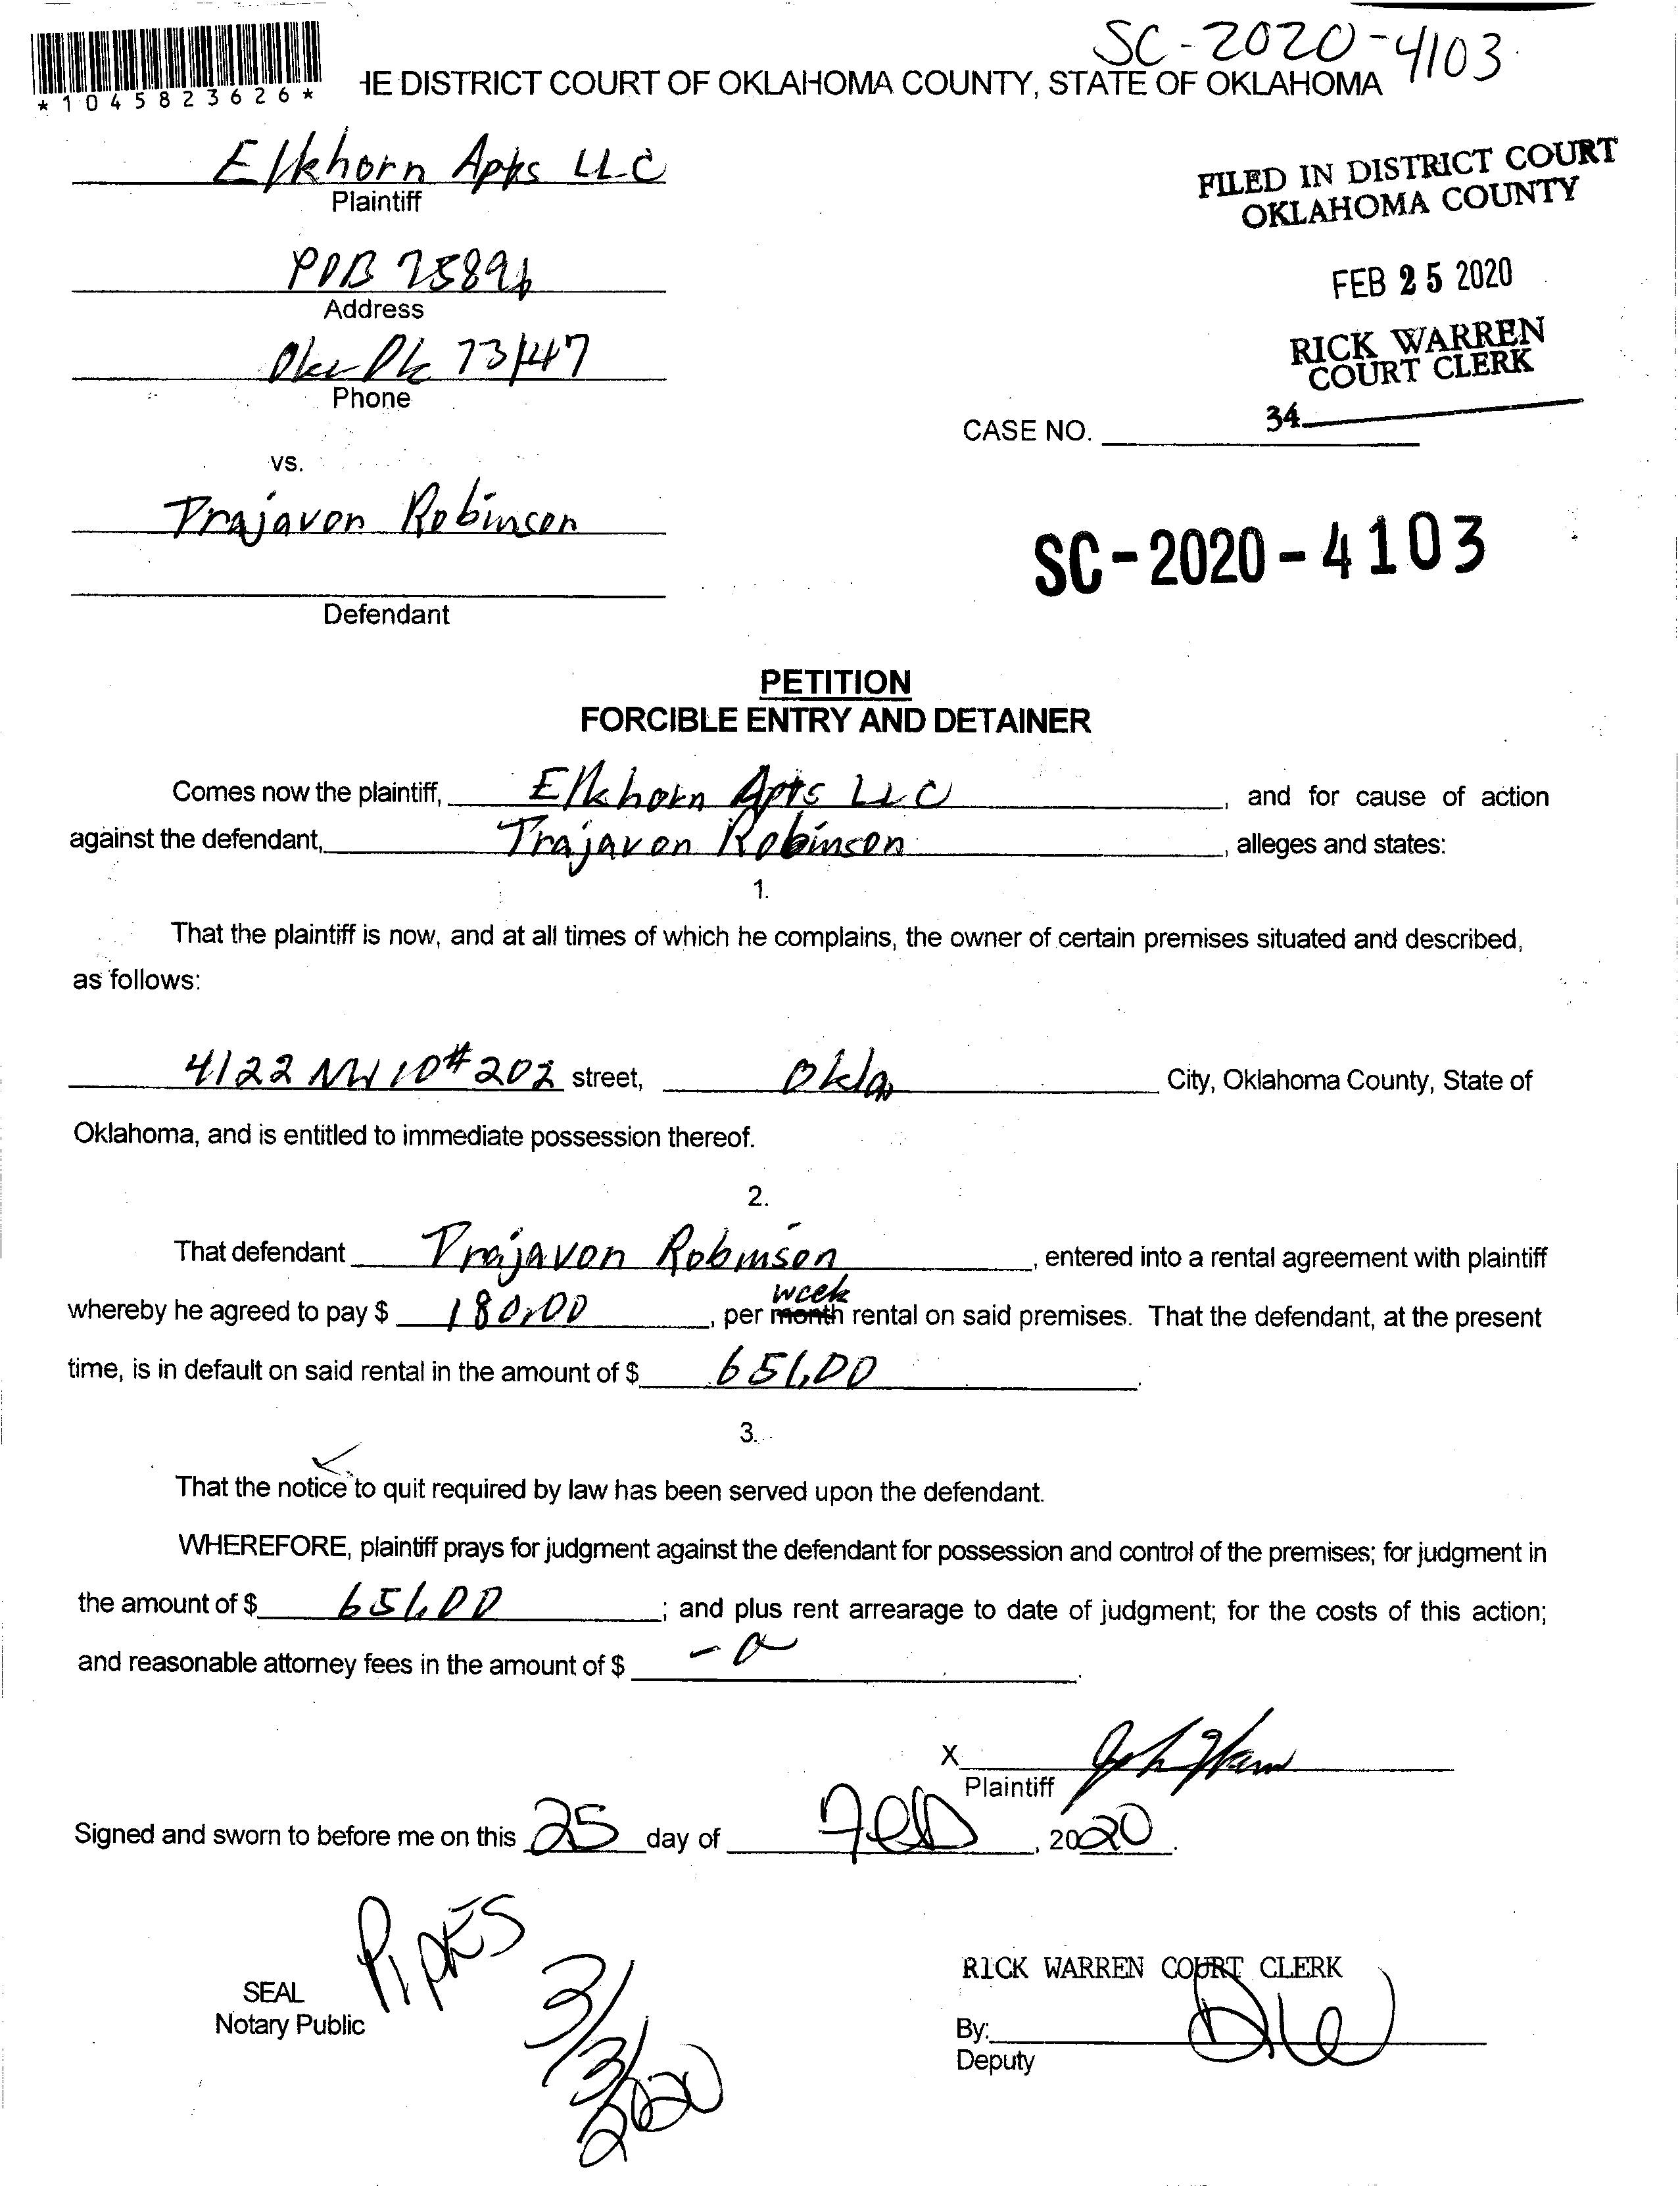 SC-2020-4103
*1045823626*
IE DISTRICT COURT OF OKLAHOMA COUNTY, STATE OF OKLAHOMA
Elkhorn Apts LLC
Plaintiff
FILED IN DISTRICT COURT
OKLAHOMA COUNTY
POB 75894
Address
FEB 25 2020
RICK WARREN
COURT CLERK
Okc Ok 73147
Phone
34
CASE NO.
vs.
Trajavon Robinson
SC-2020-4103
Defendant
PETITION
FORCIBLE ENTRY AND DETAINER
Comes now the plaintiff, Elkhorn Apts LLC, and for cause of action
against the defendant, Trajavon Robinson, alleges and states:
1.
That the plaintiff is now, and at all times of which he complains, the owner of certain premises situated and described,
as follows:
4122 NW 10 # 202 street, Okla City, Oklahoma County, State of
Oklahoma, and is entitled to immediate possession thereof.
2.
That defendant Trajavon Robinson, entered into a rental agreement with plaintiff
week
whereby he agreed to pay $ 180.00, per month rental on said premises. That the defendant, at the present
time, is in default on said rental in the amount of $ 651.00.
3.
That the notice to quit required by law has been served upon the defendant.
WHEREFORE, plaintiff prays for judgment against the defendant for possession and control of the premises; for judgment in
the amount of $ 651.00; and plus rent arrearage to date of judgment; for the costs of this action;
and reasonable attorney fees in the amount of $ -0.
X
Plaintiff
Signed and sworn to before me on this 25 day of Feb, 2020.
Pipkes
3/3/2020
SEAL
Notary Public
RICK WARREN COURT CLERK
By:
Deputy